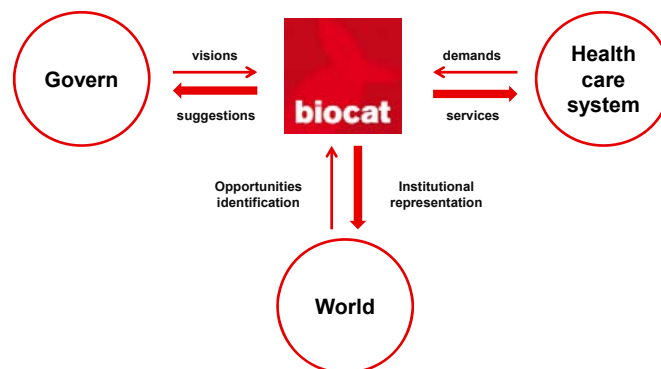 Govern
visions
suggestions
biocat
demands
services
Health
care
system
Opportunities
identification
Institutional
representation
World